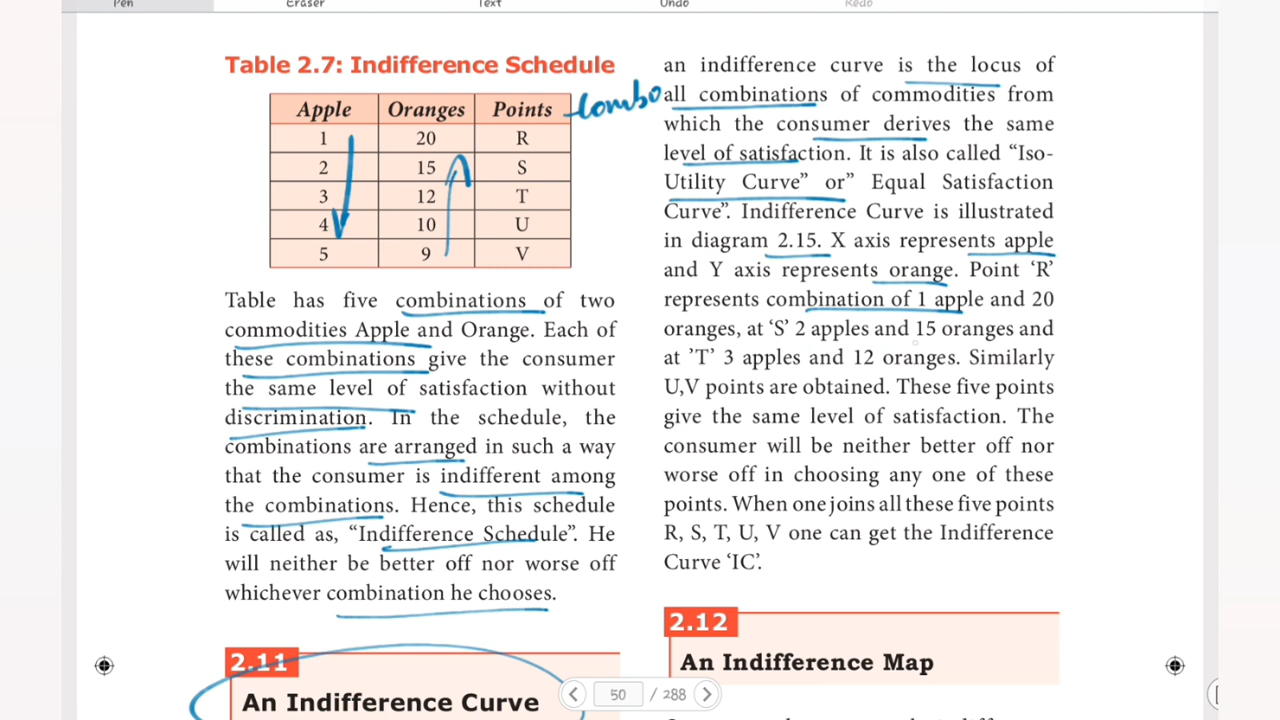 Pen Eraser Text Undo Redo
Table 2.7: Indifference Schedule
Apple Oranges Points Combo
1 20 R
2 15 S
3 12 T
4 10 U
5 9 V
Table has five combinations of two
commodities Apple and Orange. Each of
these combinations give the consumer
the same level of satisfaction without
discrimination. In the schedule, the
combinations are arranged in such a way
that the consumer is indifferent among
the combinations. Hence, this schedule
is called as, “Indifference Schedule”. He
will neither be better off nor worse off
whichever combination he chooses.
2.11
An Indifference Curve
an indifference curve is the locus of
all combinations of commodities from
which the consumer derives the same
level of satisfaction. It is also called “Iso-
Utility Curve” or” Equal Satisfaction
Curve”. Indifference Curve is illustrated
in diagram 2.15. X axis represents apple
and Y axis represents orange. Point ‘R’
represents combination of 1 apple and 20
oranges, at ‘S’ 2 apples and 15 oranges and
at ’T’ 3 apples and 12 oranges. Similarly
U,V points are obtained. These five points
give the same level of satisfaction. The
consumer will be neither better off nor
worse off in choosing any one of these
points. When one joins all these five points
R, S, T, U, V one can get the Indifference
Curve ‘IC’.
2.12
An Indifference Map
50 / 288